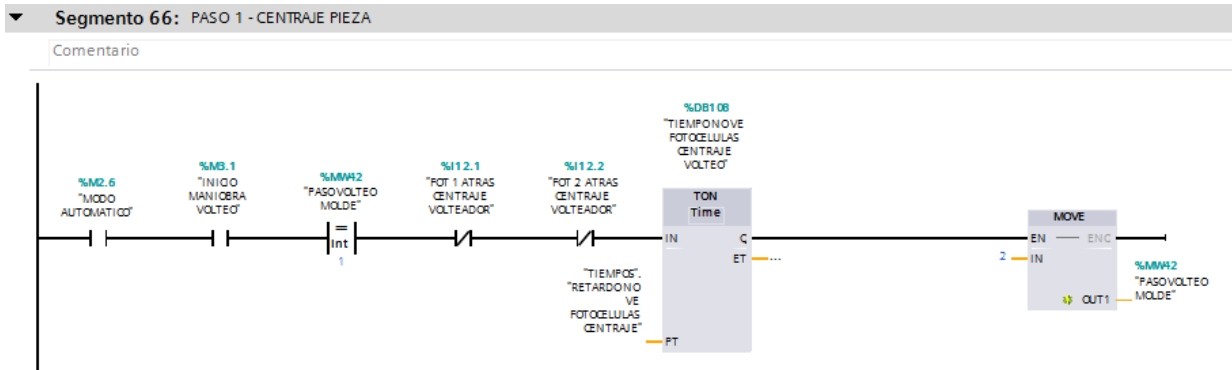 Segmento 66: PASO 1 - CENTRAJE PIEZA
Comentario
%M2.6
"MODO
AUTOMATICO"
%M3.1
"INICIO
MANIOBRA
VOLTEO"
%MW42
"PASOVOLTEO
MOLDE"
=
Int
1
%I12.1
"FOT 1 ATRAS
CENTRAJE
VOLTEADOR"
%I12.2
"FOT 2 ATRAS
CENTRAJE
VOLTEADOR"
%DB108
"TIEMPONOVE
FOTOCELULAS
CENTRAJE
VOLTEO"
TON
Time
IN
Q
ET
...
"TIEMPOS".
"RETARDO NO
VE
FOTOCELULAS
CENTRAJE"
PT
MOVE
EN
ENO
2
IN
OUT1
%MW42
"PASOVOLTEO
MOLDE"